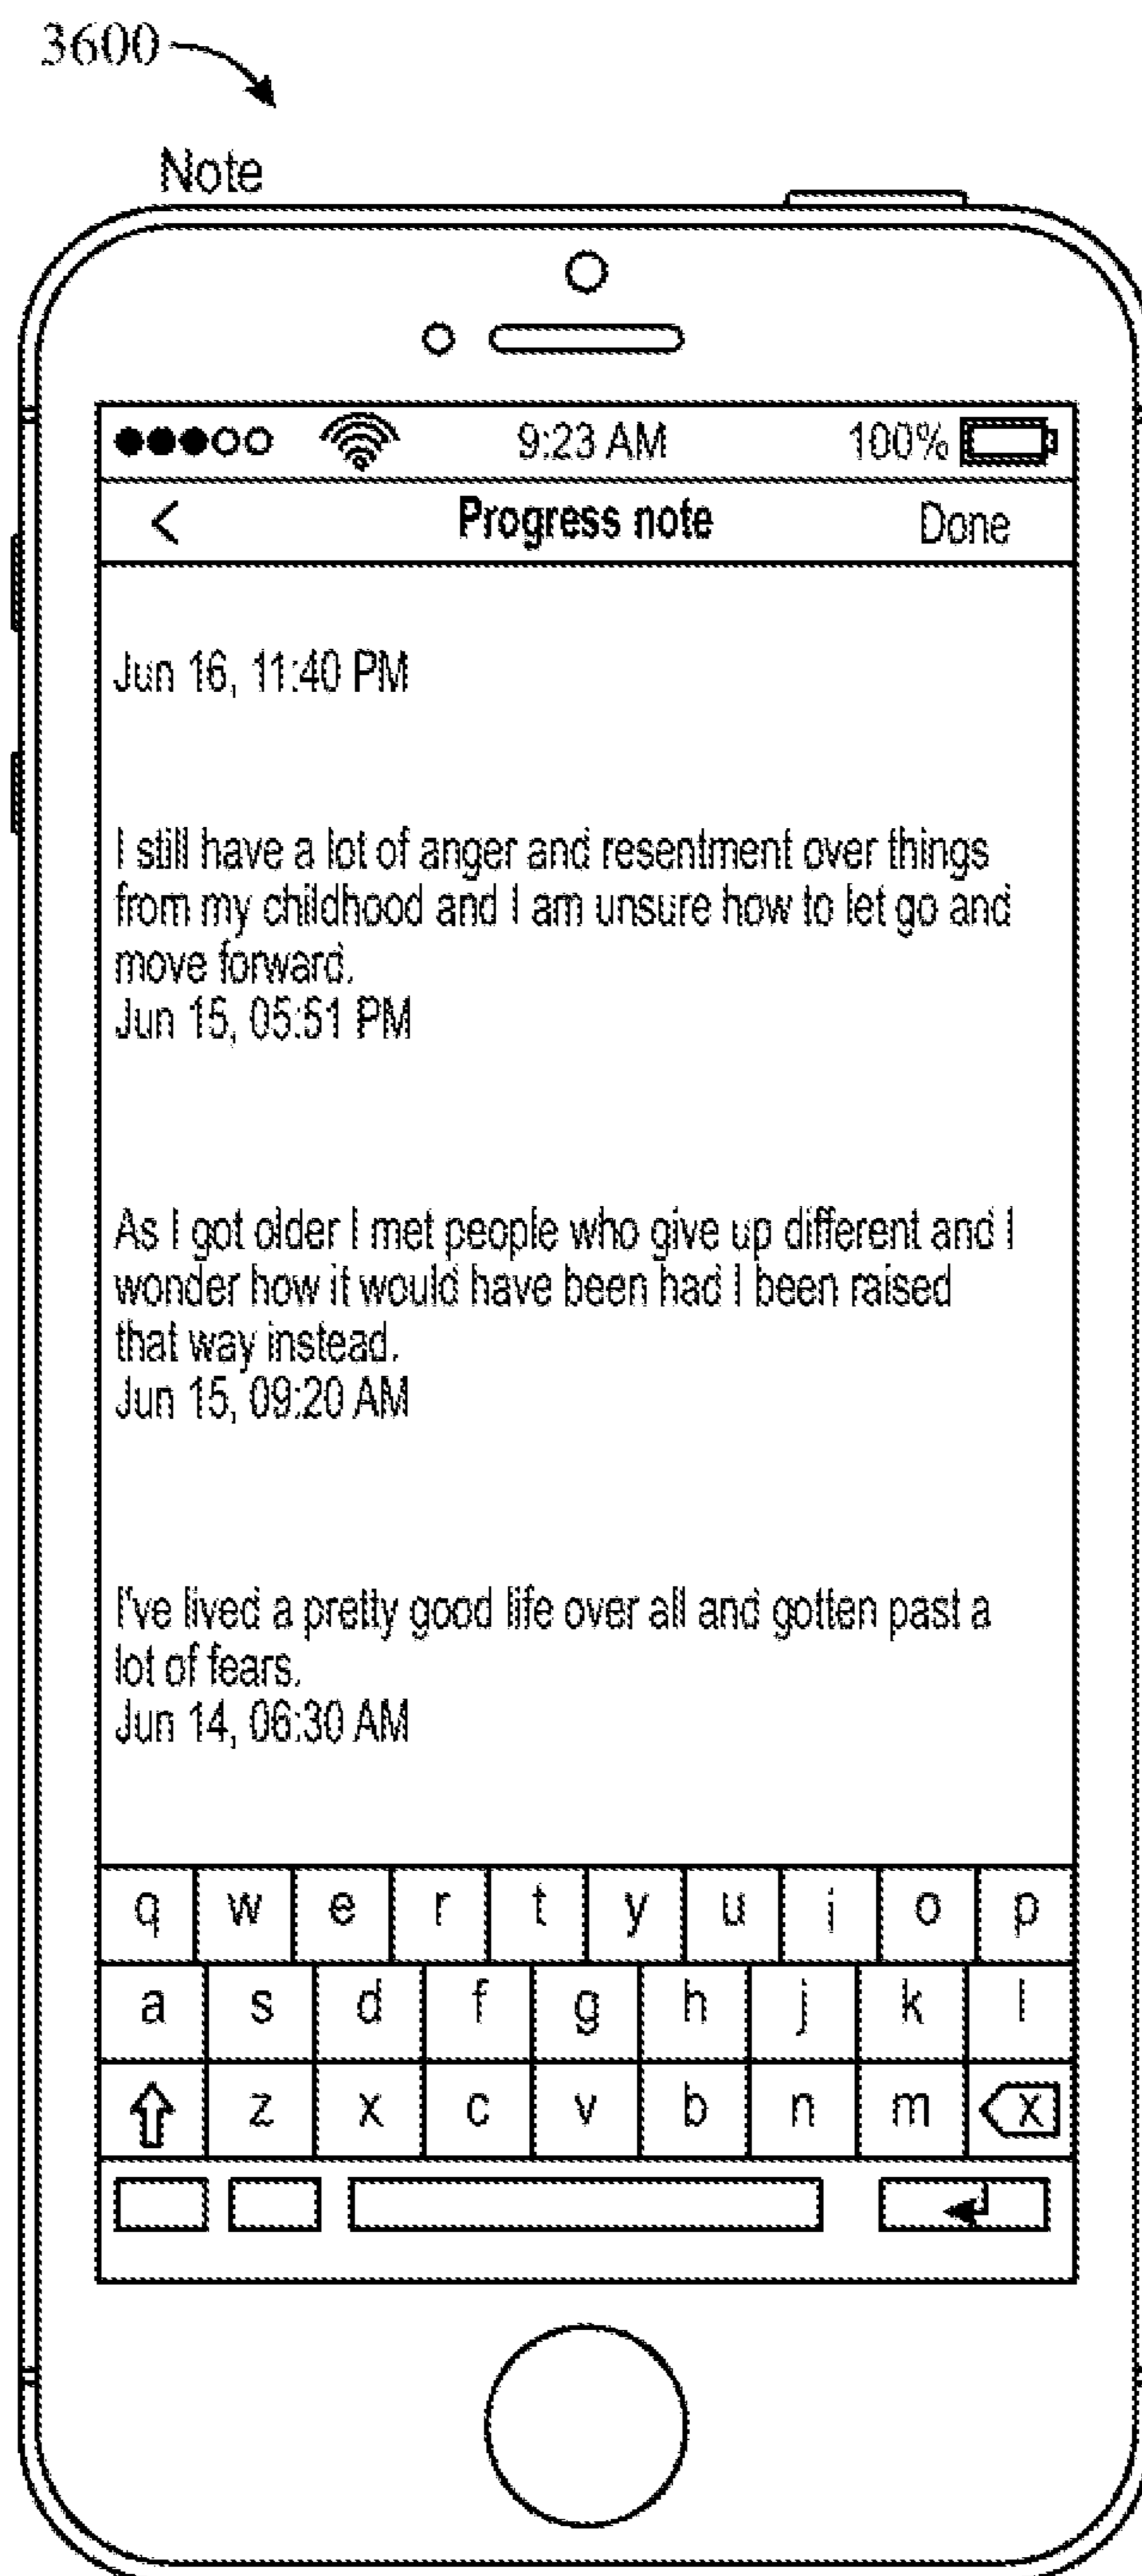 3600
Note
9:23 AM 100%
< Progress note Done
Jun 16, 11:40 PM
I still have a lot of anger and resentment over things
from my childhood and I am unsure how to let go and
move forward.
Jun 15, 05:51 PM
As I got older I met people who give up different and I
wonder how it would have been had I been raised
that way instead.
Jun 15, 09:20 AM
I've lived a pretty good life over all and gotten past a
lot of fears.
Jun 14, 06:30 AM
q w e r t y u i o p
a s d f g h j k l
z x c v b n m x